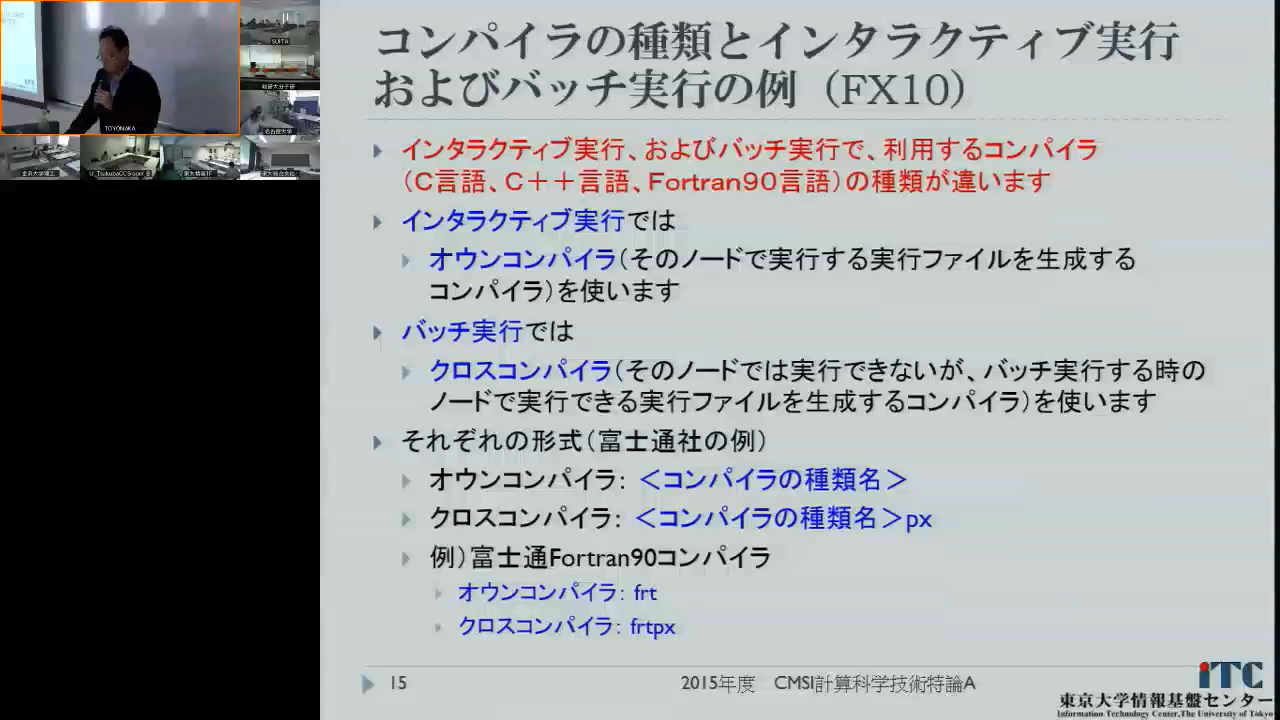 コンパイラの種類とインタラクティブ実行
およびバッチ実行の例（FX10）
インタラクティブ実行、およびバッチ実行で、利用するコンパイラ
（C言語、C＋＋言語、Fortran90言語）の種類が違います
インタラクティブ実行では
オウンコンパイラ（そのノードで実行する実行ファイルを生成する
コンパイラ）を使います
バッチ実行では
クロスコンパイラ（そのノードでは実行できないが、バッチ実行する時の
ノードで実行できる実行ファイルを生成するコンパイラ）を使います
それぞれの形式（富士通社の例）
オウンコンパイラ： ＜コンパイラの種類名＞
クロスコンパイラ： ＜コンパイラの種類名＞px
例）富士通Fortran90コンパイラ
オウンコンパイラ： frt
クロスコンパイラ： frtpx
15
2015年度 CMSI計算科学技術特論A
iTC
東京大学情報基盤センター
Information Technology Center, The University of Tokyo
TOYONAKA
SUITA
名古屋大学